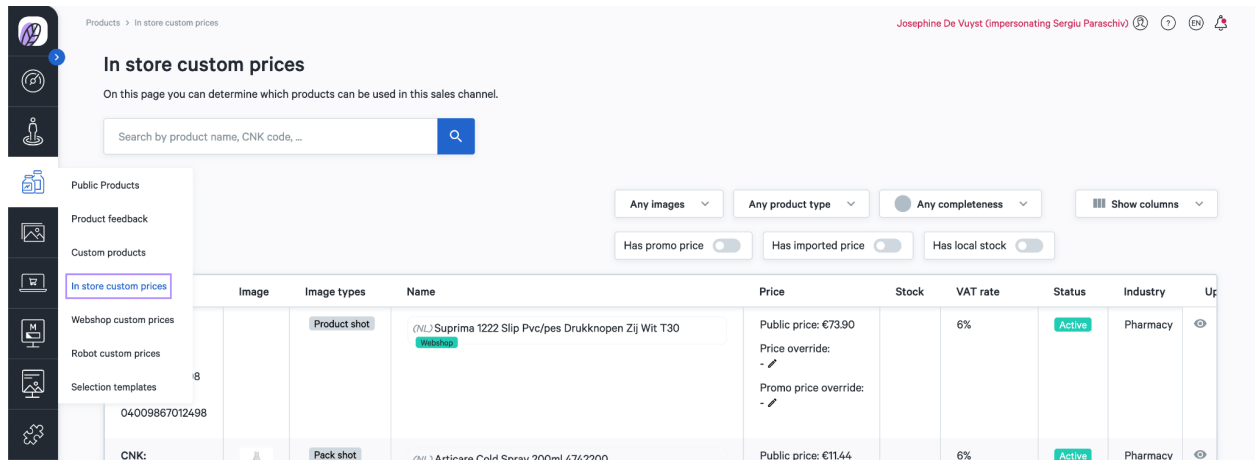 Products > In store custom prices
Josephine De Vuyst (impersonating Sergiu Paraschiv)
?
EN
In store custom prices
On this page you can determine which products can be used in this sales channel.
Search by product name, CNK code, ...
Public Products
Product feedback
Custom products
In store custom prices
Webshop custom prices
Robot custom prices
Selection templates
M
Any images
Any product type
Any completeness
Show columns
Has promo price
Has imported price
Has local stock
Image
Image types
Name
Price
Stock
VAT rate
Status
Industry
Product shot
(NL) Suprima 1222 Slip Pvc/pes Drukknopen Zij Wit T30
Webshop
Public price: €73.90
Price override:
-
Promo price override:
-
6%
Active
Pharmacy
04009867012498
CNK:
Pack shot
(NL) Articare Cold Spray 200ml 4742200
Public price: €11.44
6%
Active
Pharmacy